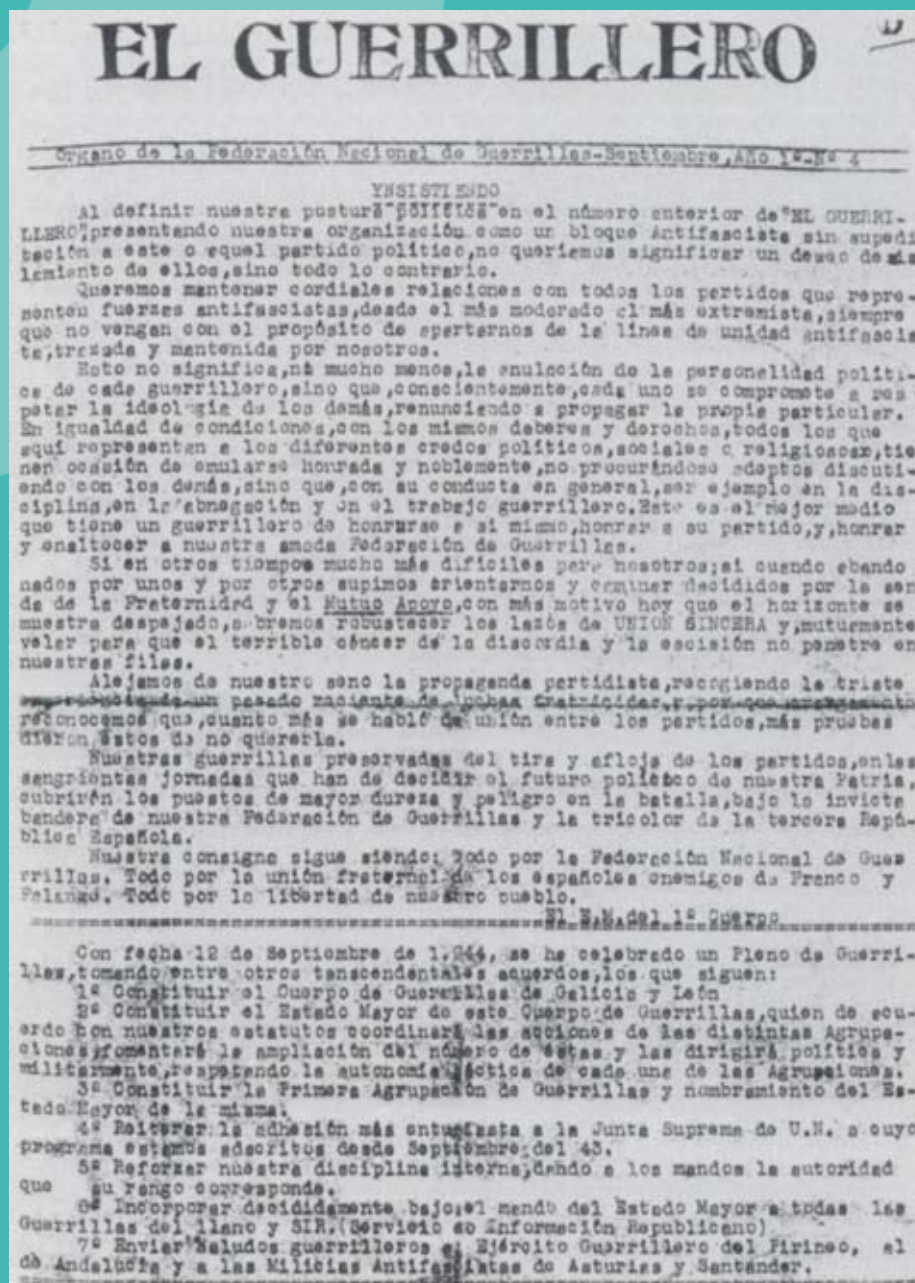 EL GUERRILLERO
Organo de la Federación Nacional de Guerrillas-Septiembre, Año 1º-Nº 4
YNSISTIENDO
Al definir nuestra postura política en el número anterior de "EL GUERRI-
LLERO", presentando nuestra organización como un bloque Antifascista sin supedi
tación a este o aquel partido político, no queriamos significar un deseo de ais
lamiento de ellos, sino todo lo contrario.
Queremos mantener cordiales relaciones con todos los partidos que repre-
senten fuerzas antifascistas, desde el más moderado al más extremista, siempre
que no vengan con el propósito de apartarnos de la linea de unidad antifascis
ta, trazada y mantenida por nosotros.
Esto no significa, ni mucho menos, la anulación de la personalidad politi-
ca de cada guerrillero, sino que, conscientemente, cada uno se compromete a res
petar la ideologia de los demás, renunciando a propagar la propia particular.
En igualdad de condiciones, con los mismos deberes y derechos, todos los que
aquí representan a los diferentes credos políticos, sociales o religiosos, tie
nen ocasión de emularse honrada y noblemente, no procurándose adeptos discuti-
endo con los demás, sino que, con su conducta en general, ser ejemplo en la dis-
ciplina, en la abnegación y en el trabajo guerrillero. Este es el mejor medio
que tiene un guerrillero de honrarse a si mismo, honrar a su partido, y, honrar
y enaltecer a nuestra amada Federación de Guerrillas.
Si en otros tiempos mucho más dificiles para nosotros; si cuando abando
nados por unos y por otros supimos orientarnos y caminar decididos por la sen
da de la Fraternidad y el Mutuo Apoyo, con más motivo hoy que el horizonte se
muestra despejado, sabremos robustecer los lazos de UNION SINCERA y, mutuamente
velar para que el terrible cáncer de la discordia y la escisión no penetre en
nuestras filas.
Alejamos de nuestro seno la propaganda partidista, recogiendo la triste
un pasado reciente de luchas fratricidas, y por que
reconocemos que, cuanto más se habló de unión entre los partidos, más pruebas
dieron éstos de no quererla.
Nuestras guerrillas preservadas del tira y afloja de los partidos, en las
sangrientas jornadas que han de decidir el futuro político de nuestra Patria,
cubrirán los puestos de mayor dureza y peligro en la batalla, bajo la invicta
bandera de nuestra Federación de Guerrillas y la tricolor de la tercera Repú-
blica Española.
Nuestra consigna sigue siendo: Todo por la Federación Nacional de Gue
rrillas. Todo por la unión fraternal de los españoles enemigos de Franco y
Falange. Todo por la libertad de nuestro pueblo.
El E.M. del 1º Cuerpo
Con fecha 12 de Septiembre de 1.944, se ha celebrado un Pleno de Guerri-
llas, tomando entre otros tanscendentales acuerdos, los que siguen:
1º Constituir el Cuerpo de Guerrillas de Galicia y León
2º Constituir el Estado Mayor de este Cuerpo de Guerrillas, quien de acu-
erdo con nuestros estatutos coordinará las acciones de las distintas Agrupa-
ciones, fomentará la ampliación del número de éstas y las dirigirá política y
militarmente, respetando la autonomía táctica de cada una de las Agrupaciones.
3º Constituir la Primera Agrupación de Guerrillas y nombramiento del Es-
tado Mayor de la misma.
4º Reiterar la adhesión más entusiasta a la Junta Suprema de U.N. a cuyo
programa estamos adscritos desde Septiembre del 43.
5º Reforzar nuestra disciplina interna, dando a los mandos la autoridad
que su rango corresponde.
6º Incorporar decididamente bajo el mando del Estado Mayor a todas las
Guerrillas del llano y SIR. (Servicio de Información Republicano)
7º Enviar saludos guerrilleros al Ejército Guerrillero del Pirineo, al
de Andalucía y a las Milicias Antifascistas de Asturias y Santander.